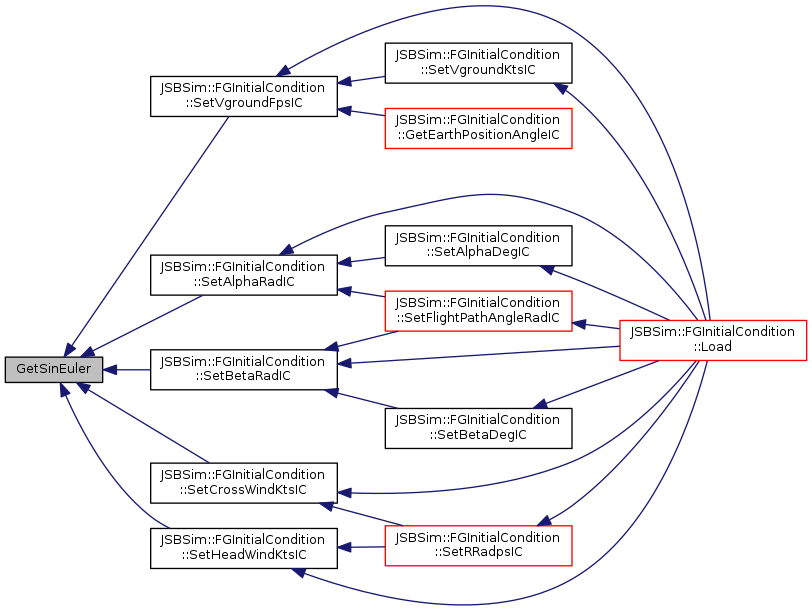 GetSinEuler
JSBSim::FGInitialCondition
::SetVgroundFpsIC
JSBSim::FGInitialCondition
::SetAlphaRadIC
JSBSim::FGInitialCondition
::SetBetaRadIC
JSBSim::FGInitialCondition
::SetCrossWindKtsIC
JSBSim::FGInitialCondition
::SetHeadWindKtsIC
JSBSim::FGInitialCondition
::SetVgroundKtsIC
JSBSim::FGInitialCondition
::GetEarthPositionAngleIC
JSBSim::FGInitialCondition
::SetAlphaDegIC
JSBSim::FGInitialCondition
::SetFlightPathAngleRadIC
JSBSim::FGInitialCondition
::SetBetaDegIC
JSBSim::FGInitialCondition
::SetRRadpsIC
JSBSim::FGInitialCondition
::Load